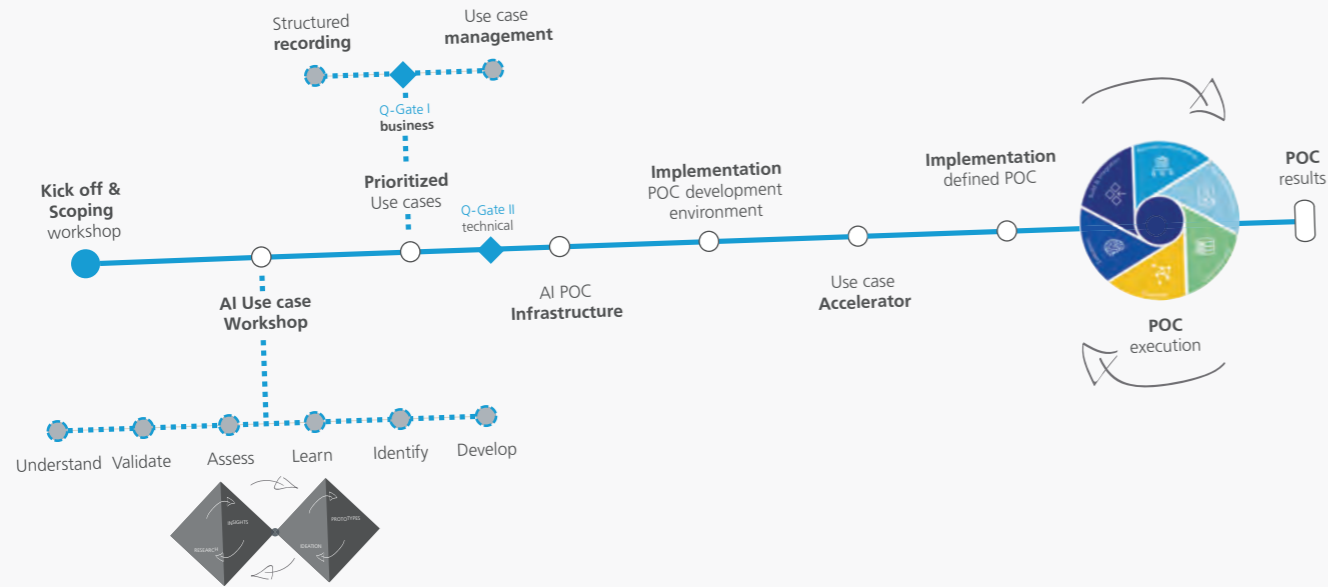 Structured
recording
Use case
management
Q-Gate I
business
Kick off &
Scoping
workshop
Prioritized
Use cases
Q-Gate II
technical
Implementation
POC development
environment
Implementation
defined POC
POC
results
AI Use case
Workshop
AI POC
Infrastructure
Use case
Accelerator
POC
execution
Understand
Validate
Assess
Learn
Identify
Develop
INSIGHTS
RESEARCH
PROTOTYPES
IDEATION